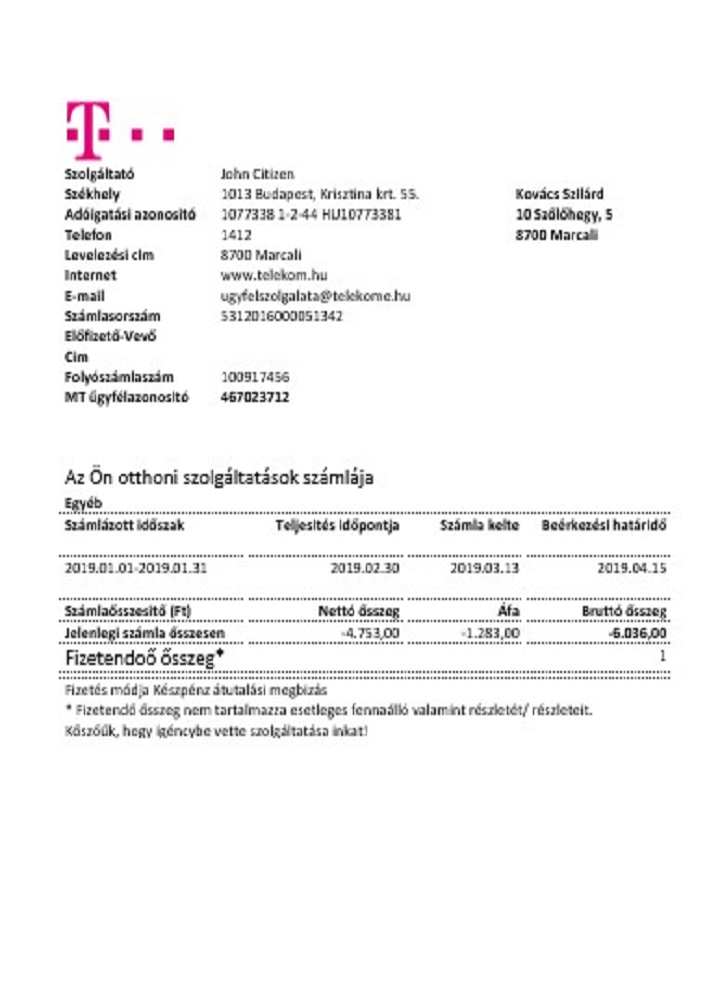 T
Szolgáltató John Citizen
Székhely 1013 Budapest, Krisztina krt. 55. Kovács Szilárd
Adóigatási azonosító 1077338 1-2-44 HU10773381 10 Szőlőhegy, 5
Telefon 1412 8700 Marcali
Levelezési cím 8700 Marcali
Internet www.telekom.hu
E-mail ugyfelszolgalata@telekome.hu
Számlasorszám 5312016000051342
Előfizető-Vevő
Cím
Folyószámlaszám 100917456
MT ügyfélazonosító 467023712
Az Ön otthoni szolgáltatások számlája
Egyéb
Számlázott időszak Teljesítés időpontja Számla kelte Beérkezési határidő
2019.01.01-2019.01.31 2019.02.30 2019.03.13 2019.04.15
Számlaösszesítő (Ft) Nettó összeg Áfa Bruttó összeg
Jelenlegi számla összesen -4.753,00 -1.283,00 -6.036,00
Fizetendoő összeg* 1
Fizetés módja Készpénz átutalási megbizás
* Fizetendő összeg nem tartalmazza esetleges fennaálló valamint részletét/ részleteit.
Köszőük, hogy igéncybe vette szolgáltatása inkat!